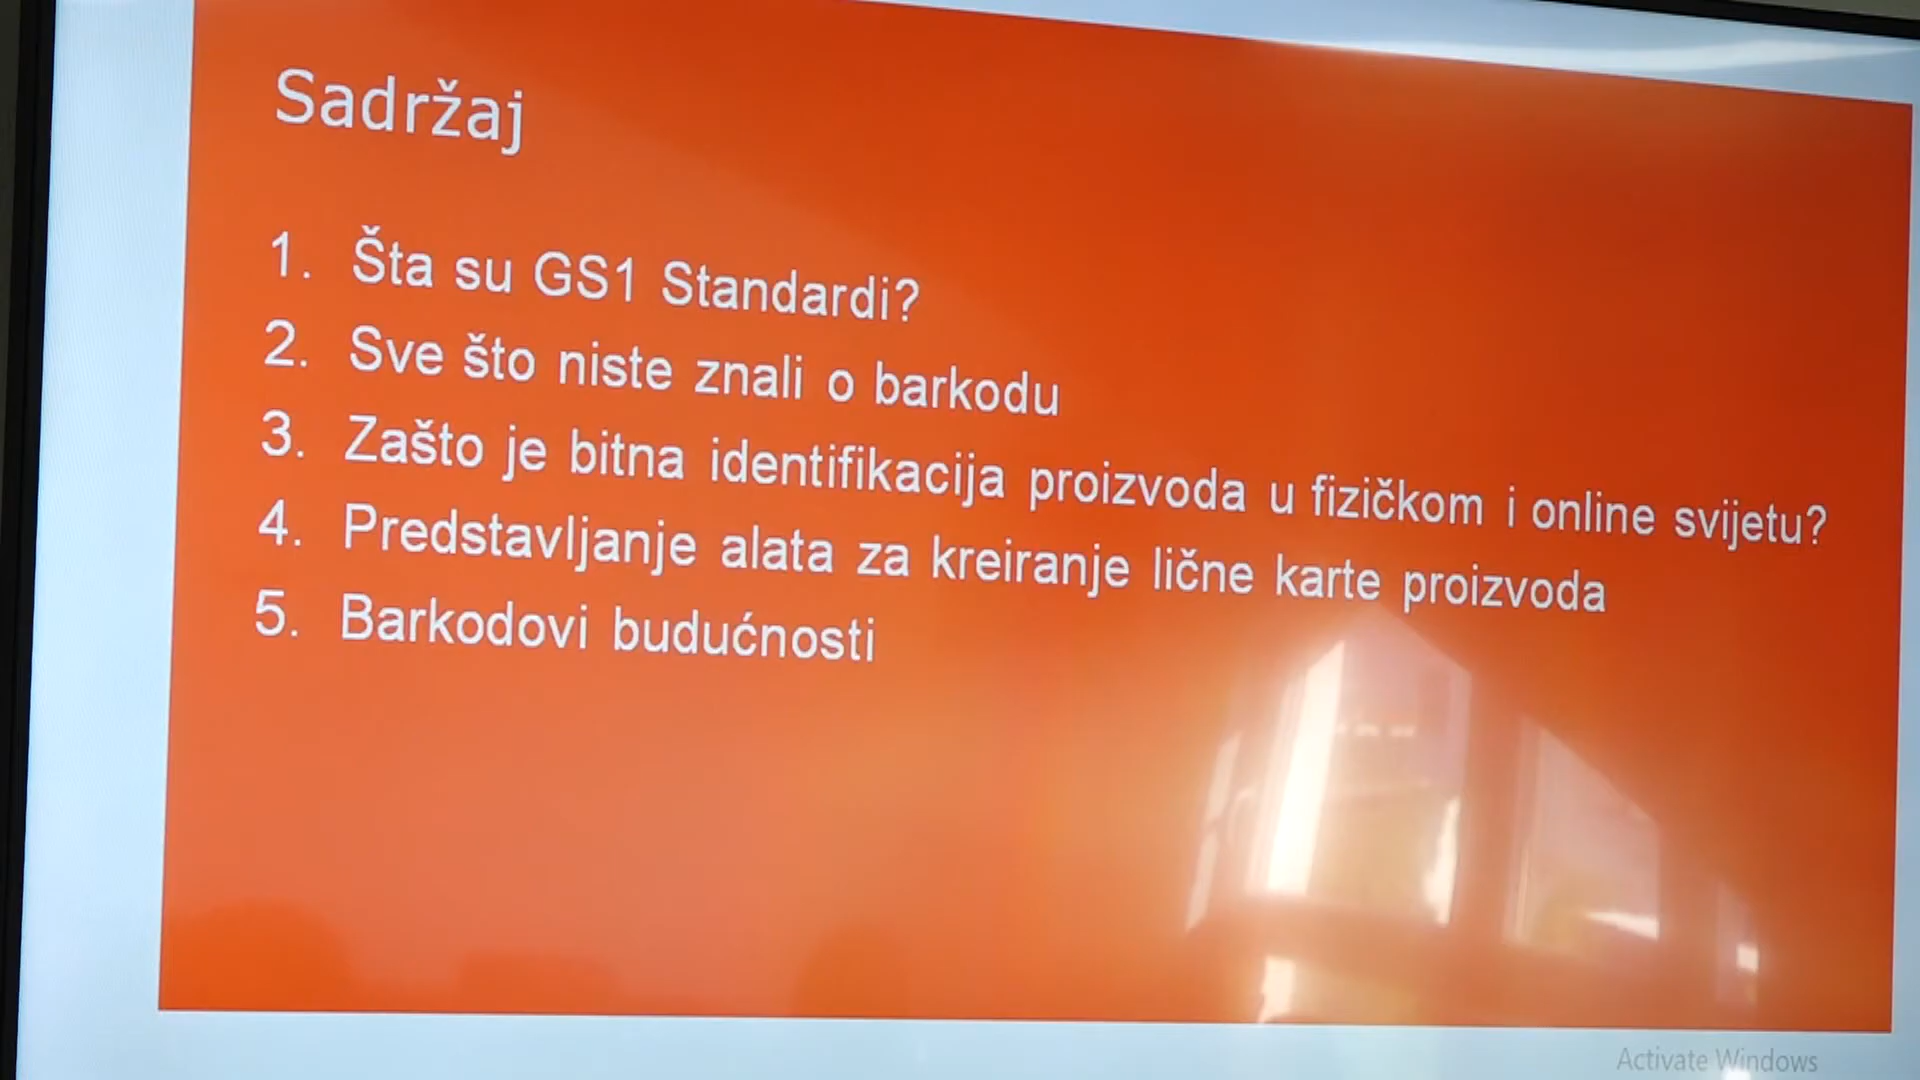 Sadržaj
1. Šta su GS1 Standardi?
2. Sve što niste znali o barkodu
3. Zašto je bitna identifikacija proizvoda u fizičkom i online svijetu?
4. Predstavljanje alata za kreiranje lične karte proizvoda
5. Barkodovi budućnosti
Activate Windows